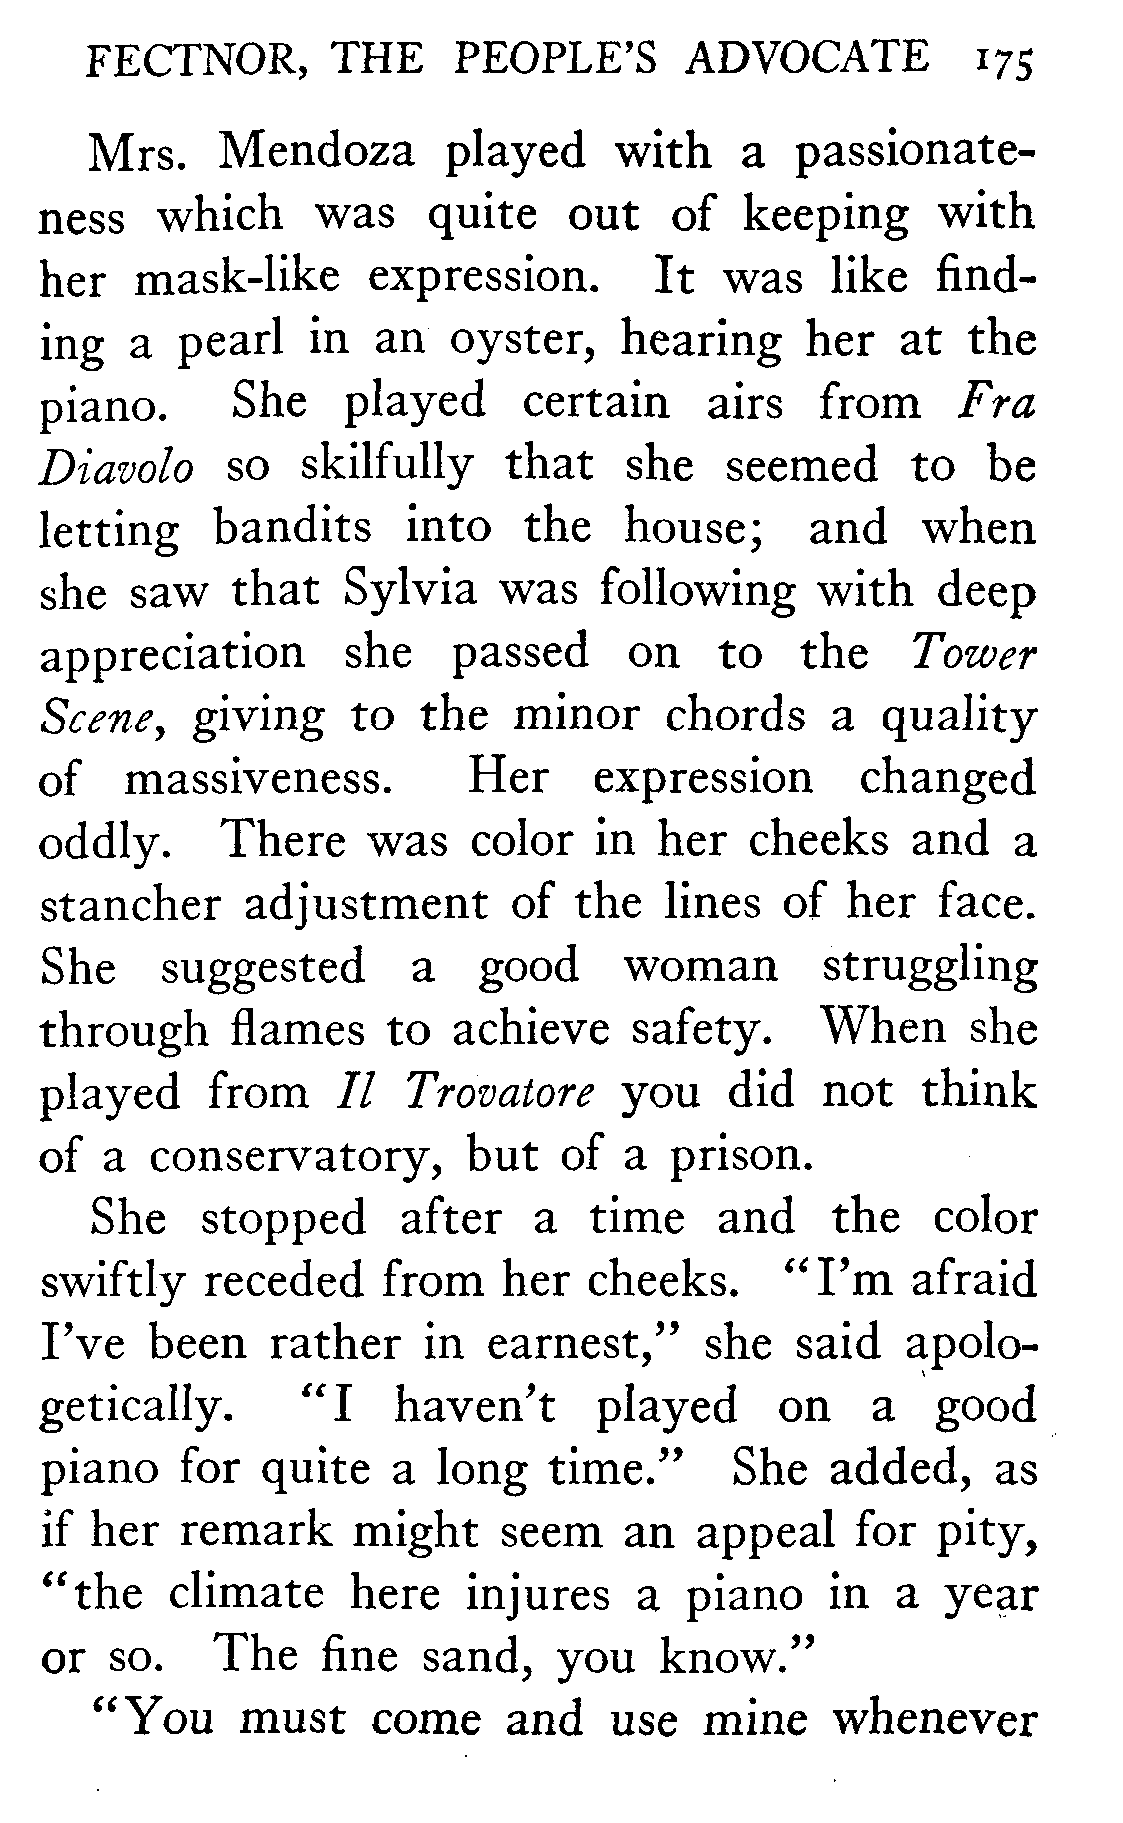 FECTNOR, THE PEOPLE'S ADVOCATE 175
Mrs. Mendoza played with a passionate-
ness which was quite out of keeping with
her mask-like expression. It was like find-
ing a pearl in an oyster, hearing her at the
piano. She played certain airs from Fra
Diavolo so skilfully that she seemed to be
letting bandits into the house; and when
she saw that Sylvia was following with deep
appreciation she passed on to the Tower
Scene, giving to the minor chords a quality
of massiveness. Her expression changed
oddly. There was color in her cheeks and a
stancher adjustment of the lines of her face.
She suggested a good woman struggling
through flames to achieve safety. When she
played from Il Trovatore you did not think
of a conservatory, but of a prison.
She stopped after a time and the color
swiftly receded from her cheeks. "I'm afraid
I've been rather in earnest," she said apolo-
getically. "I haven't played on a good
piano for quite a long time." She added, as
if her remark might seem an appeal for pity,
"the climate here injures a piano in a year
or so. The fine sand, you know."
"You must come and use mine whenever